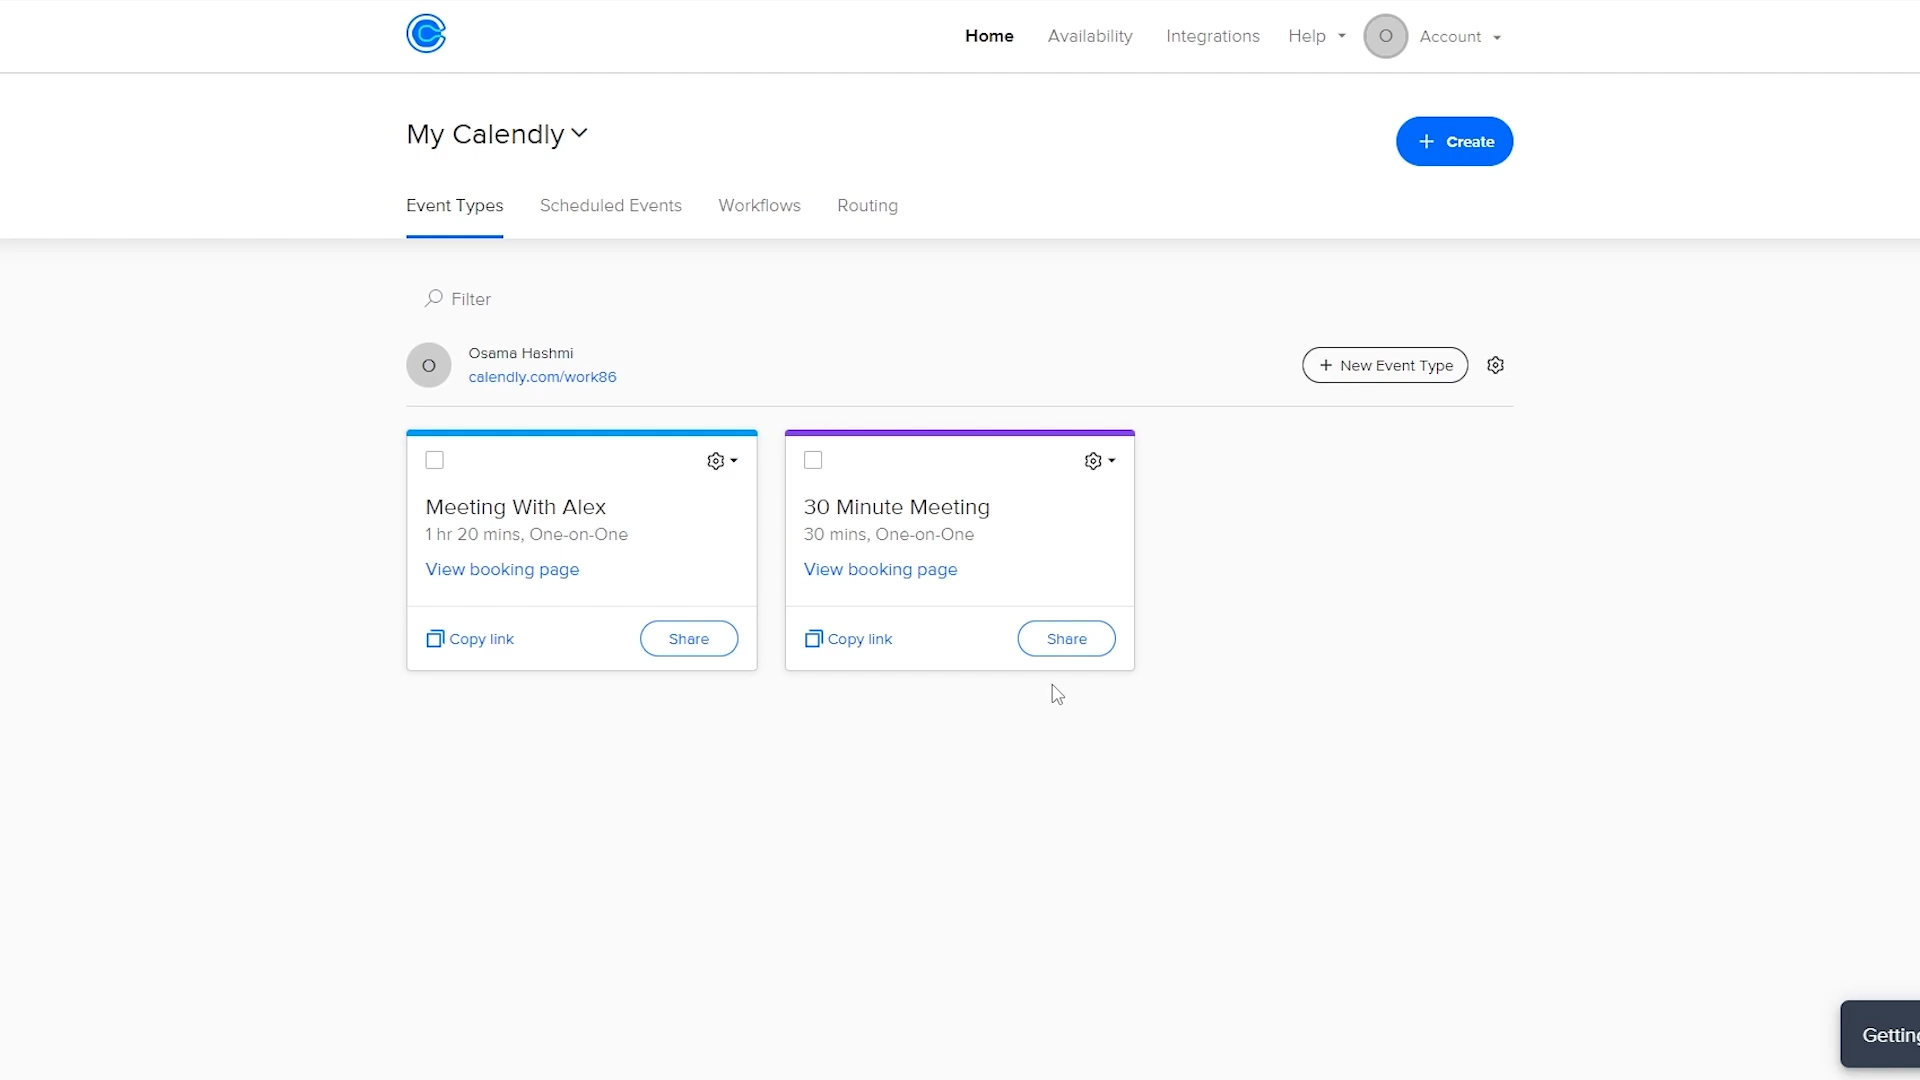 Home Availability Integrations Help O Account
My Calendly
+ Create
Event Types Scheduled Events Workflows Routing
Filter
O
Osama Hashmi
calendly.com/work86
+ New Event Type
Meeting With Alex
1 hr 20 mins, One-on-One
View booking page
Copy link
Share
30 Minute Meeting
30 mins, One-on-One
View booking page
Copy link
Share